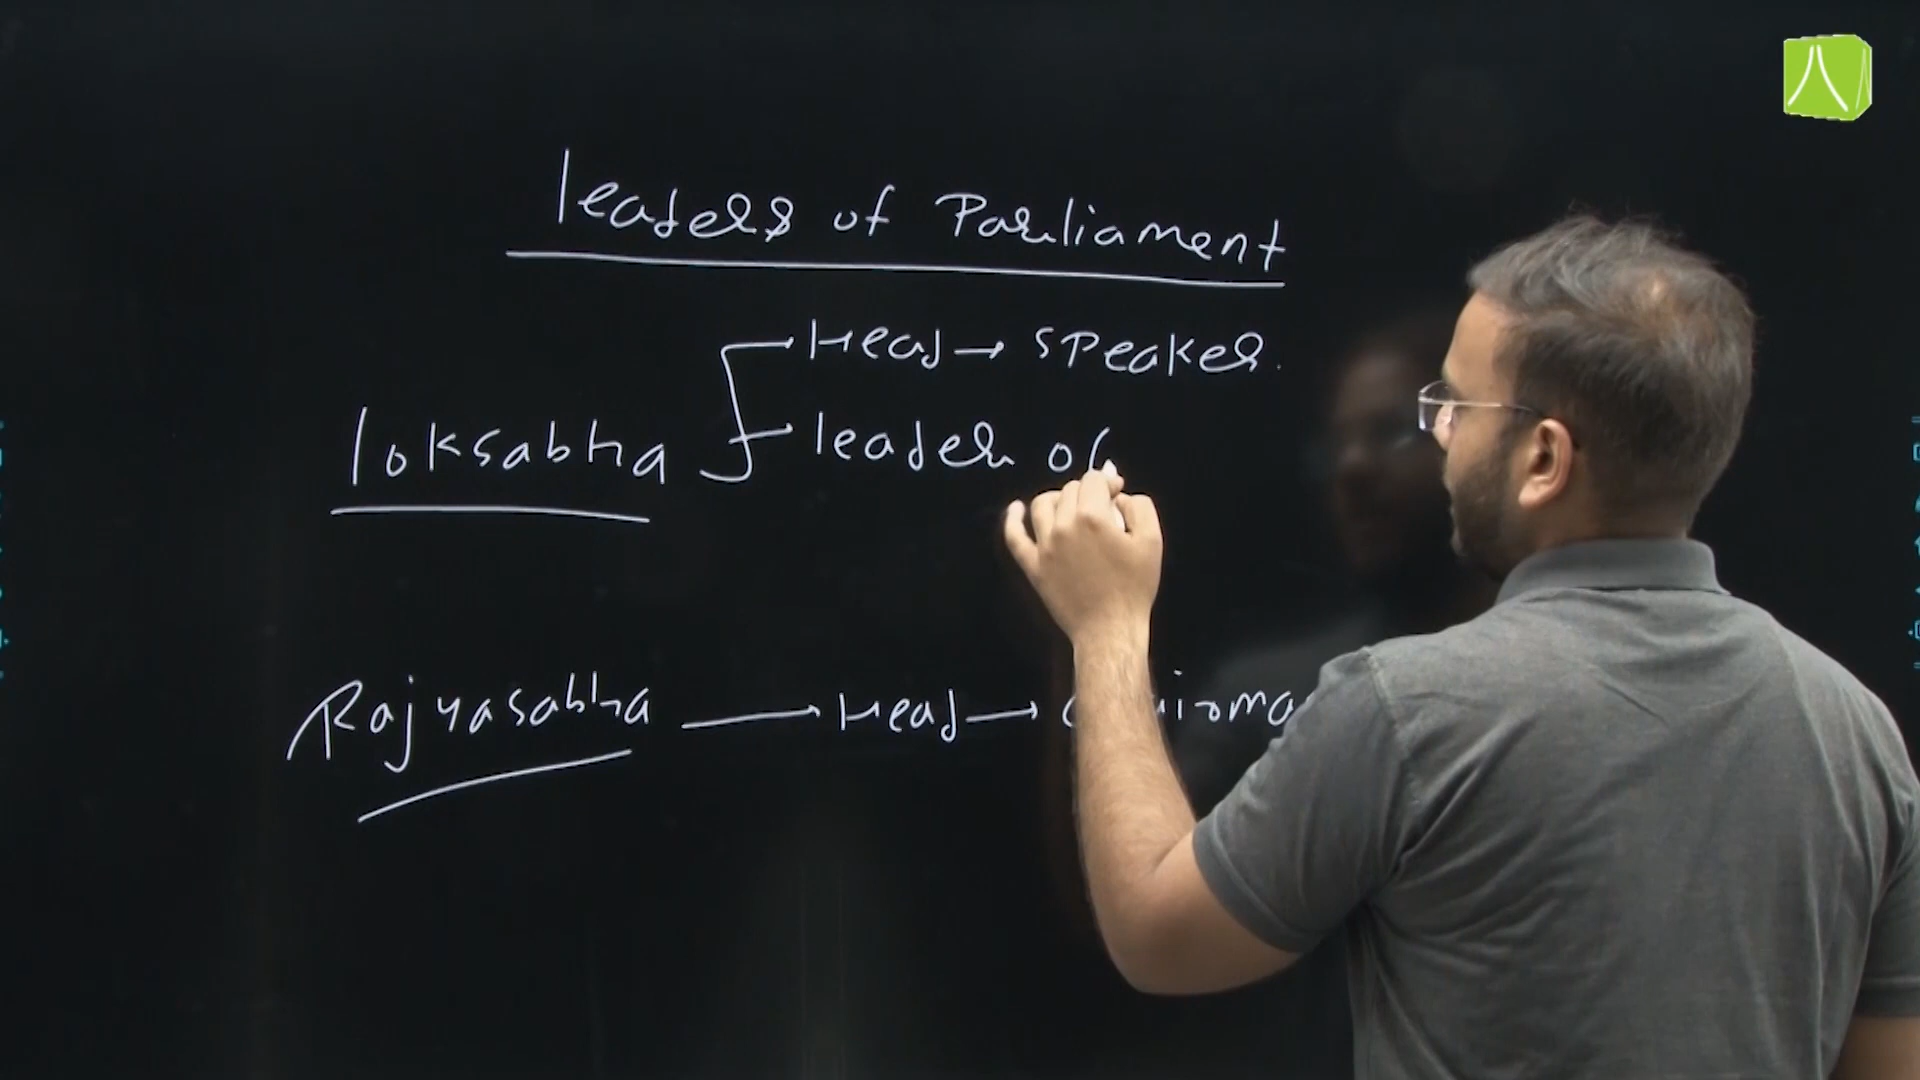 Leaders of Parliament
Head → Speaker.
Loksabha
Leader of
Rajyasabha → Head →